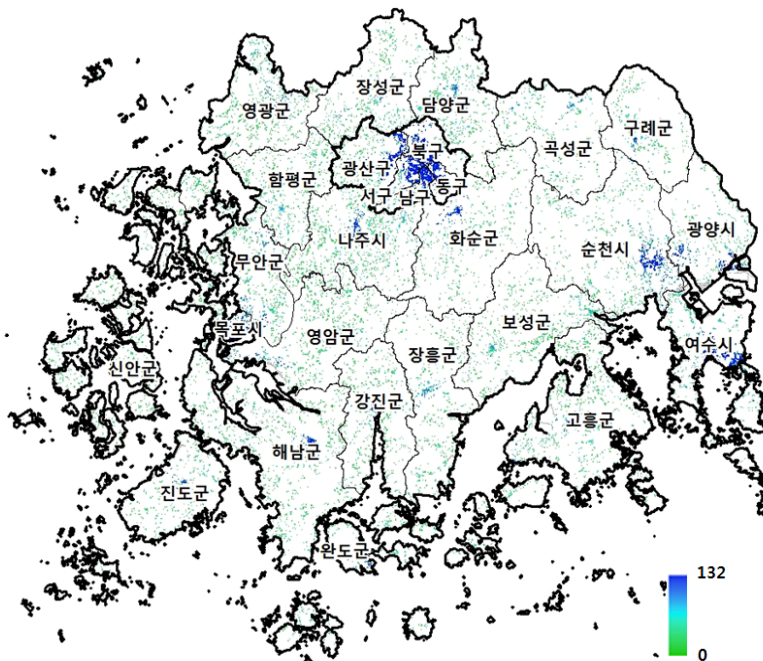 장성군
영광군
담양군
구례군
북구
곡성군
광산구
함평군
동구
서구
남구
나주시
화순군
순천시
광양시
무안군
목포시
영암군
보성군
여수시
장흥군
신안군
강진군
고흥군
해남군
진도군
완도군
132
0